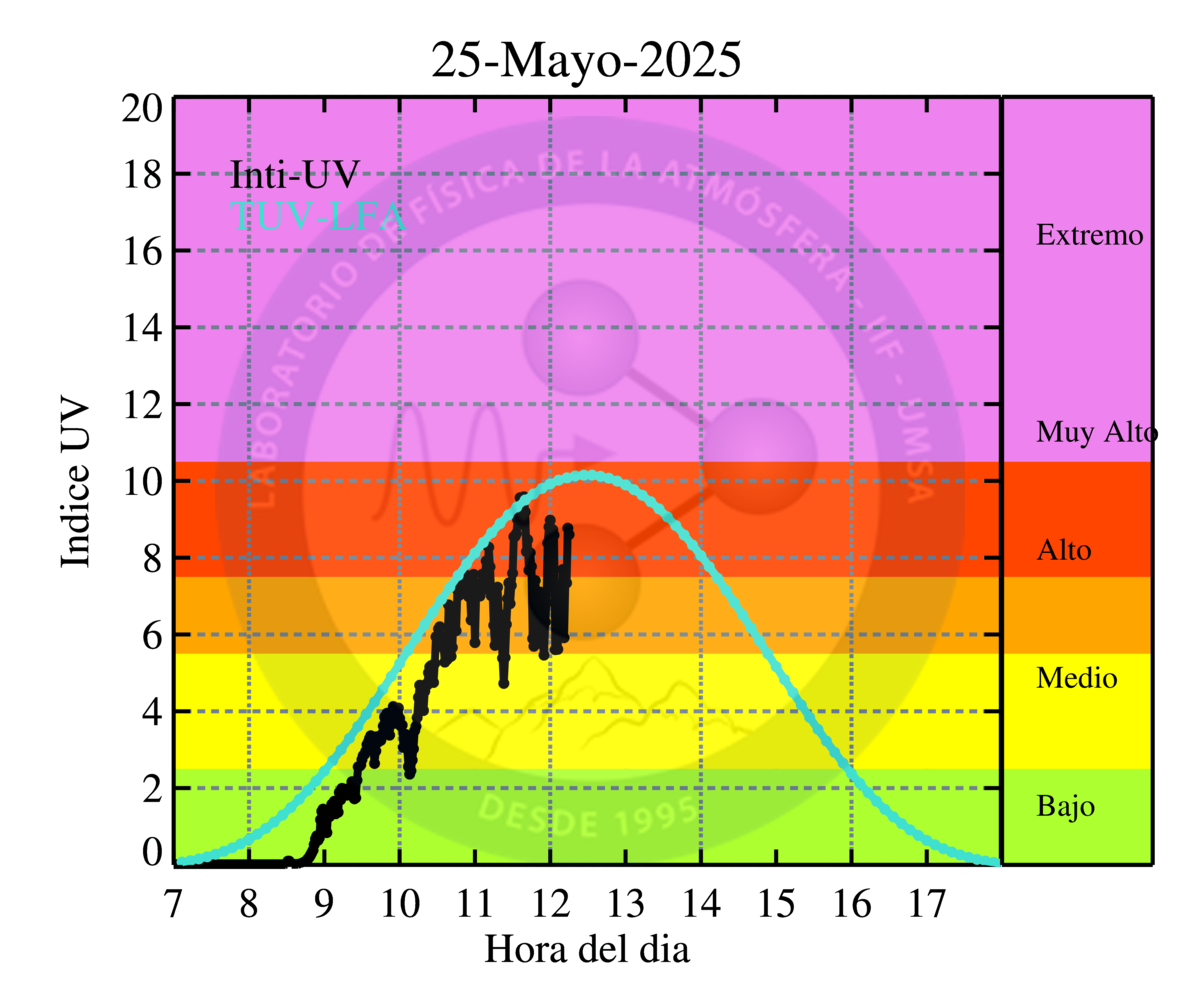 25-Mayo-2025
20
18
16
14
12
10
8
6
4
2
0
Indice UV
Inti-UV
TUV-LFA
LABORATORIO DE FÍSICA DE LA ATMÓSFERA - IIF - UMSA
DESDE 1995
Extremo
Muy Alto
Alto
Medio
Bajo
7 8 9 10 11 12 13 14 15 16 17
Hora del dia